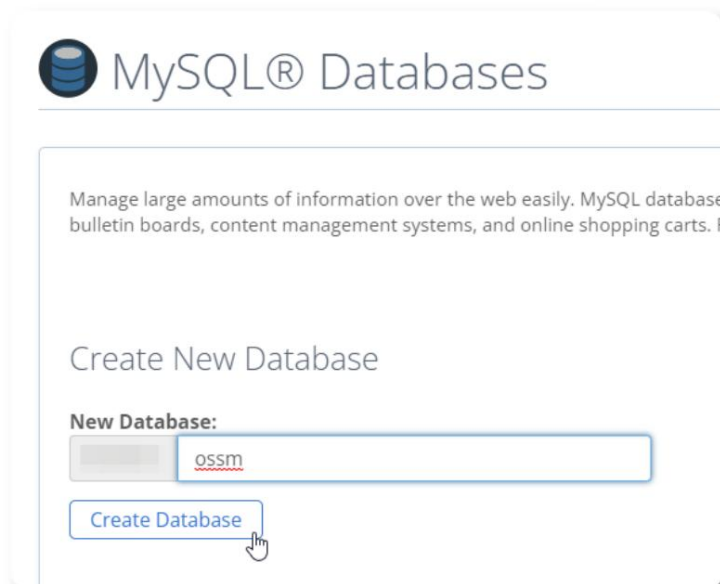 MySQL® Databases
Manage large amounts of information over the web easily. MySQL database
bulletin boards, content management systems, and online shopping carts.
Create New Database
New Database:
ossm
Create Database